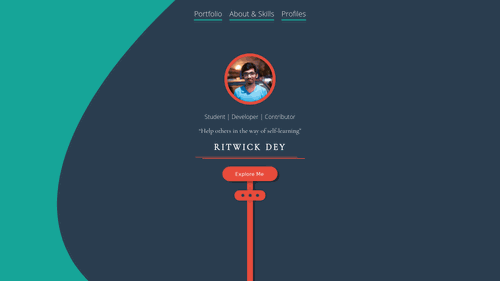 Portfolio About & Skills Profiles
Student | Developer | Contributor
"Help others in the way of self-learning"
RITWICK DEY
Explore Me